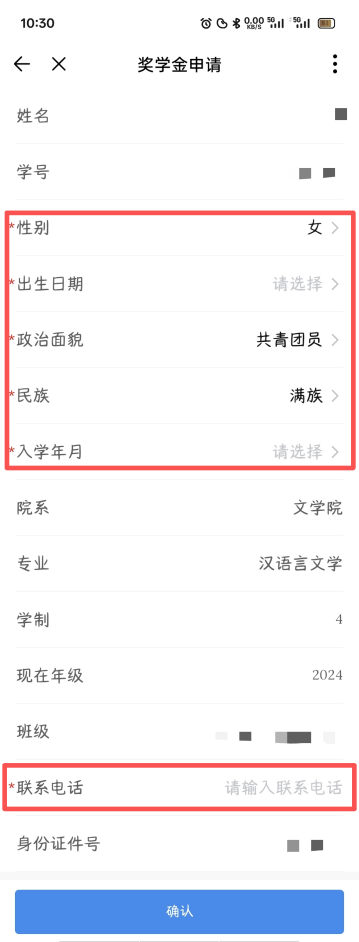 10:30
0.00 KB/S 5G 5G
奖学金申请
姓名
学号
*性别 女
*出生日期 请选择
*政治面貌 共青团员
*民族 满族
*入学年月 请选择
院系 文学院
专业 汉语言文学
学制 4
现在年级 2024
班级
*联系电话 请输入联系电话
身份证件号
确认